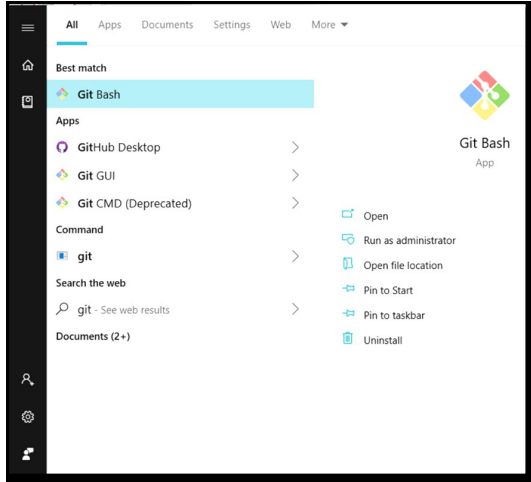 All Apps Documents Settings Web More
Best match
Git Bash
Apps
GitHub Desktop
Git GUI
Git CMD (Deprecated)
Command
git
Search the web
git - See web results
Documents (2+)
Git Bash
App
Open
Run as administrator
Open file location
Pin to Start
Pin to taskbar
Uninstall